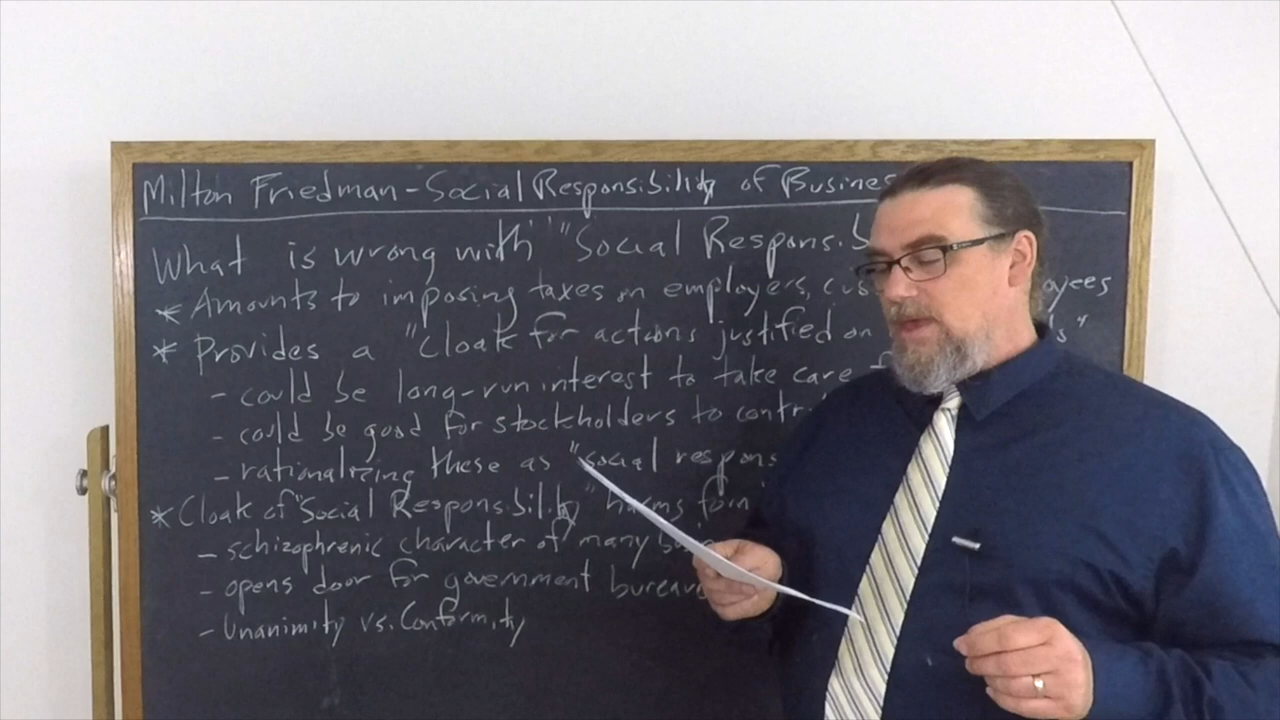 Milton Friedman - Social Responsibility of Busines
What is wrong with "Social Respons.b
* Amounts to imposing taxes on employers, cus oyees
* Provides a "cloak for actions justified on ls"
- could be long-run interest to take care f
- could be good for stockholders to contr
- rationalizing these as "social respons
* Cloak of "Social Responsibility" harms
- schizophrenic character of many busi
- opens door for government bureau
- Unanimity vs. Conformity